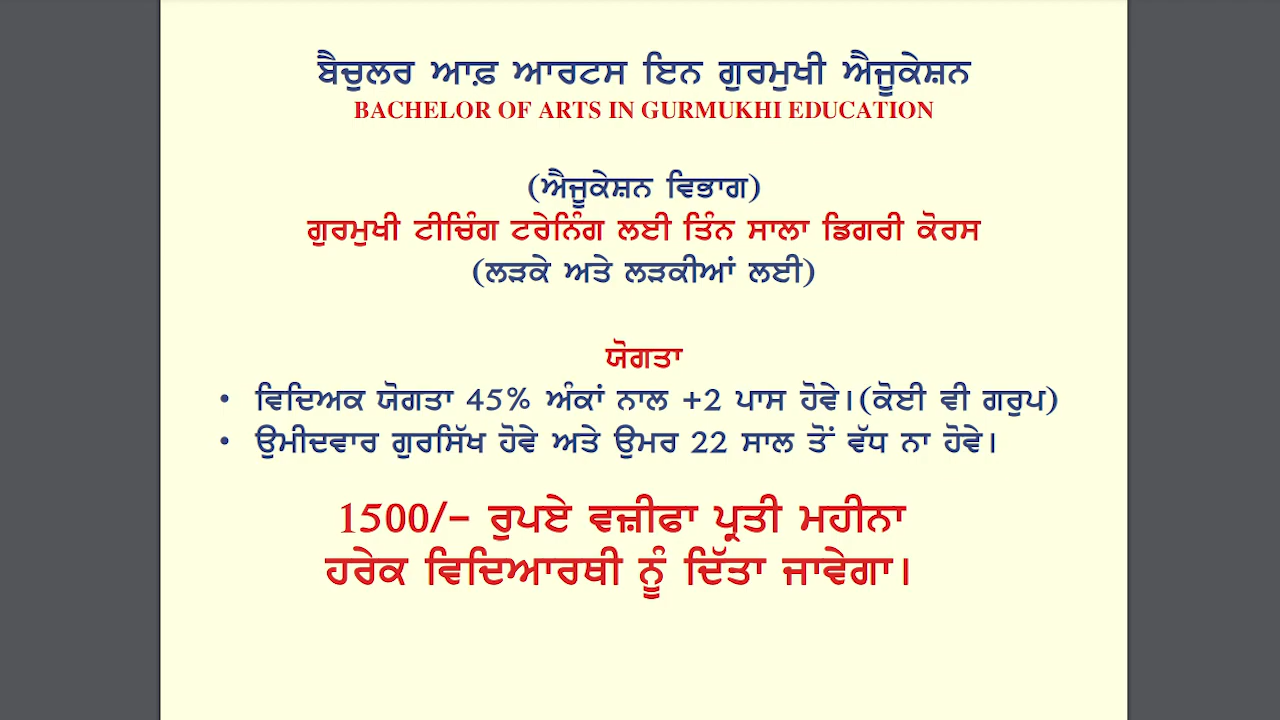 ਬੈਚੁਲਰ ਆਫ਼ ਆਰਟਸ ਇਨ ਗੁਰਮੁਖੀ ਐਜੂਕੇਸ਼ਨ
BACHELOR OF ARTS IN GURMUKHI EDUCATION
(ਐਜੂਕੇਸ਼ਨ ਵਿਭਾਗ)
ਗੁਰਮੁਖੀ ਟੀਚਿੰਗ ਟਰੇਨਿੰਗ ਲਈ ਤਿੰਨ ਸਾਲਾ ਡਿਗਰੀ ਕੋਰਸ
(ਲੜਕੇ ਅਤੇ ਲੜਕੀਆਂ ਲਈ)
ਯੋਗਤਾ
• ਵਿਦਿਅਕ ਯੋਗਤਾ 45% ਅੰਕਾਂ ਨਾਲ +2 ਪਾਸ ਹੋਵੇ।(ਕੋਈ ਵੀ ਗਰੁਪ)
• ਉਮੀਦਵਾਰ ਗੁਰਸਿੱਖ ਹੋਵੇ ਅਤੇ ਉਮਰ 22 ਸਾਲ ਤੋਂ ਵੱਧ ਨਾ ਹੋਵੇ।
1500/- ਰੁਪਏ ਵਜ਼ੀਫਾ ਪ੍ਰਤੀ ਮਹੀਨਾ
ਹਰੇਕ ਵਿਦਿਆਰਥੀ ਨੂੰ ਦਿੱਤਾ ਜਾਵੇਗਾ।